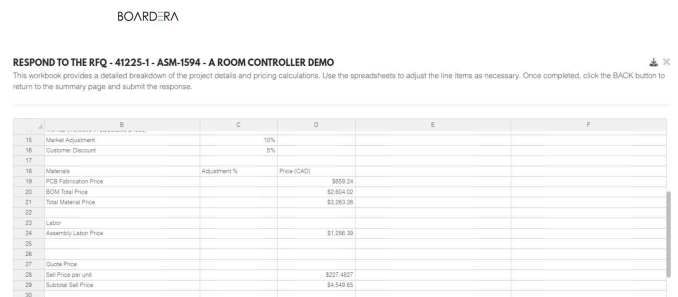 BOARDERA
RESPOND TO THE RFQ - 41225-1 - ASM-1594 - A ROOM CONTROLLER DEMO
This workbook provides a detailed breakdown of the project details and pricing calculations. Use the spreadsheets to adjust the line items as necessary. Once completed, click the BACK button to
return to the summary page and submit the response.
B C D E F
15 Market Adjustment 10%
16 Customer Discount 5%
17
18 Materials Adjustment % Price (CAD)
19 PCB Fabrication Price $659.24
20 BOM Total Price $2,604.02
21 Total Material Price $3,263.26
22
23 Labor
24 Assembly Labor Price $1,286.39
25
26
27 Quote Price
28 Sell Price per unit $227.4827
29 Subtotal Sell Price $4,549.65
30